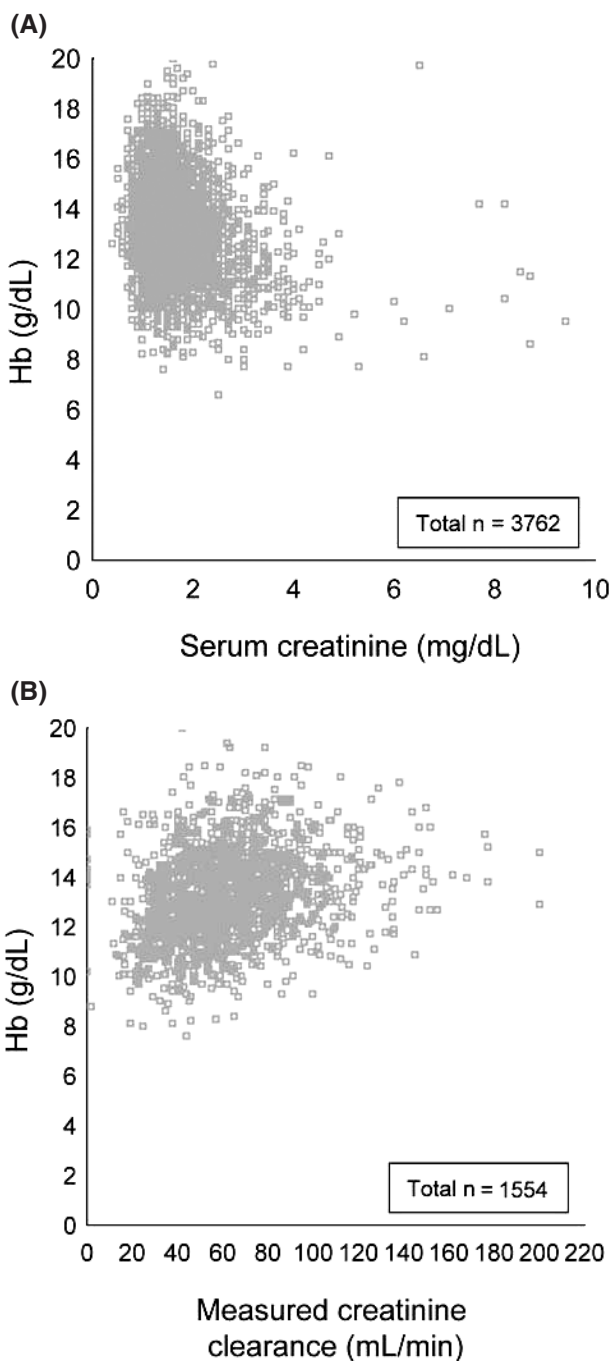 (A)
20
18
16
14
12
10
8
6
4
2
0
Hb (g/dL)
Total n = 3762
0 2 4 6 8 10
Serum creatinine (mg/dL)
(B)
20
18
16
14
12
10
8
6
4
2
0
Hb (g/dL)
Total n = 1554
0 20 40 60 80 100 120 140 160 180 200 220
Measured creatinine
clearance (mL/min)